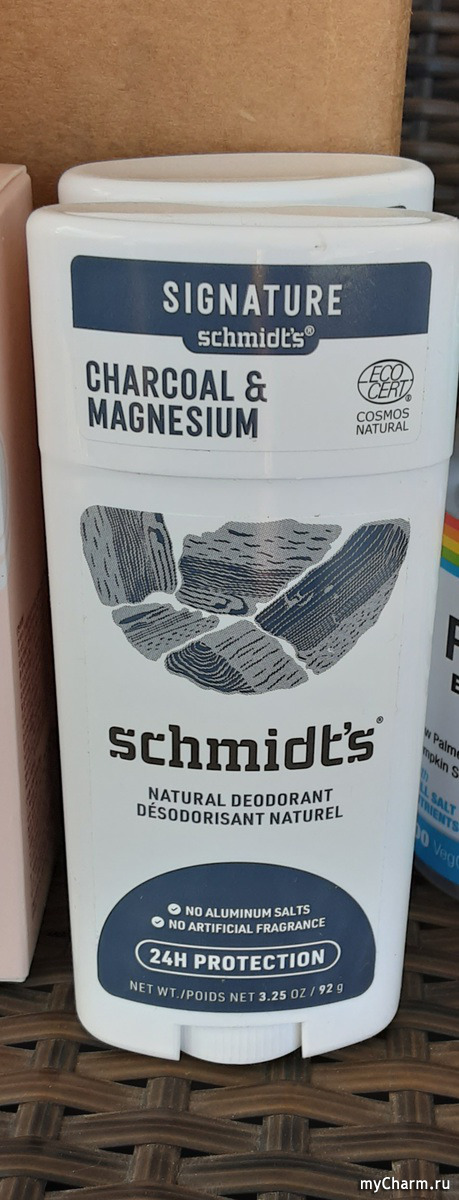 SIGNATURE
schmidt's®
CHARCOAL &
MAGNESIUM
ECO
CERT®
COSMOS
NATURAL
schmidt's®
NATURAL DEODORANT
DÉSODORISANT NATUREL
NO ALUMINUM SALTS
NO ARTIFICIAL FRAGRANCE
24H PROTECTION
NET WT./POIDS NET 3.25 OZ / 92 g
myCharm.ru